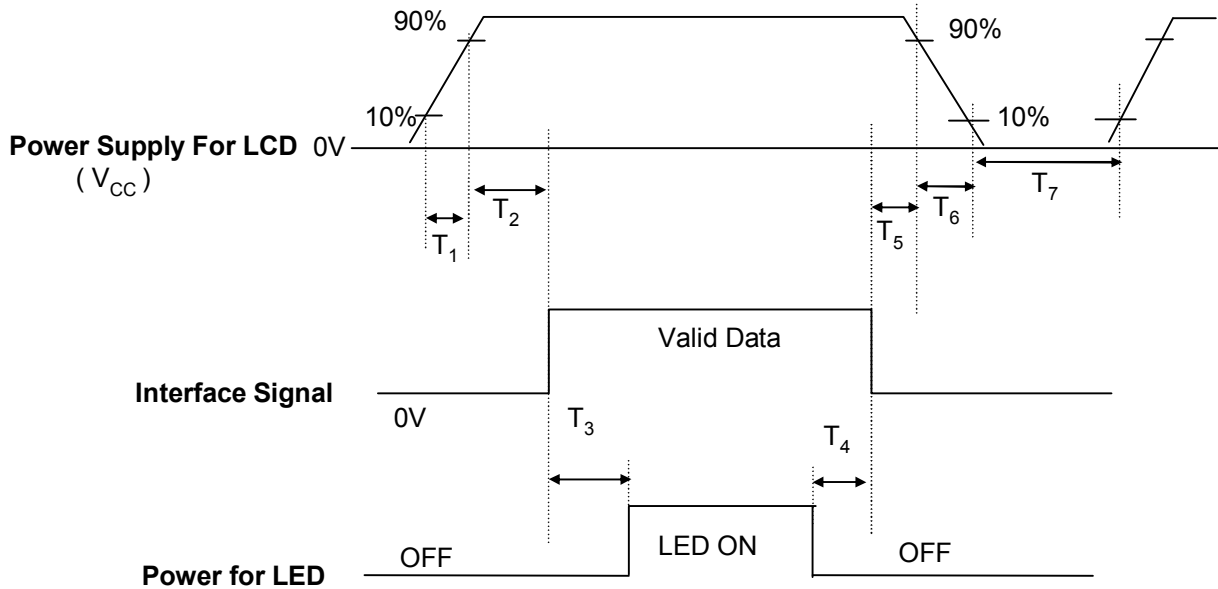 90%
90%
10%
10%
Power Supply For LCD 0V
( VCC )
T1
T2
T5
T6
T7
Valid Data
Interface Signal
0V
T3
T4
OFF
LED ON
OFF
Power for LED